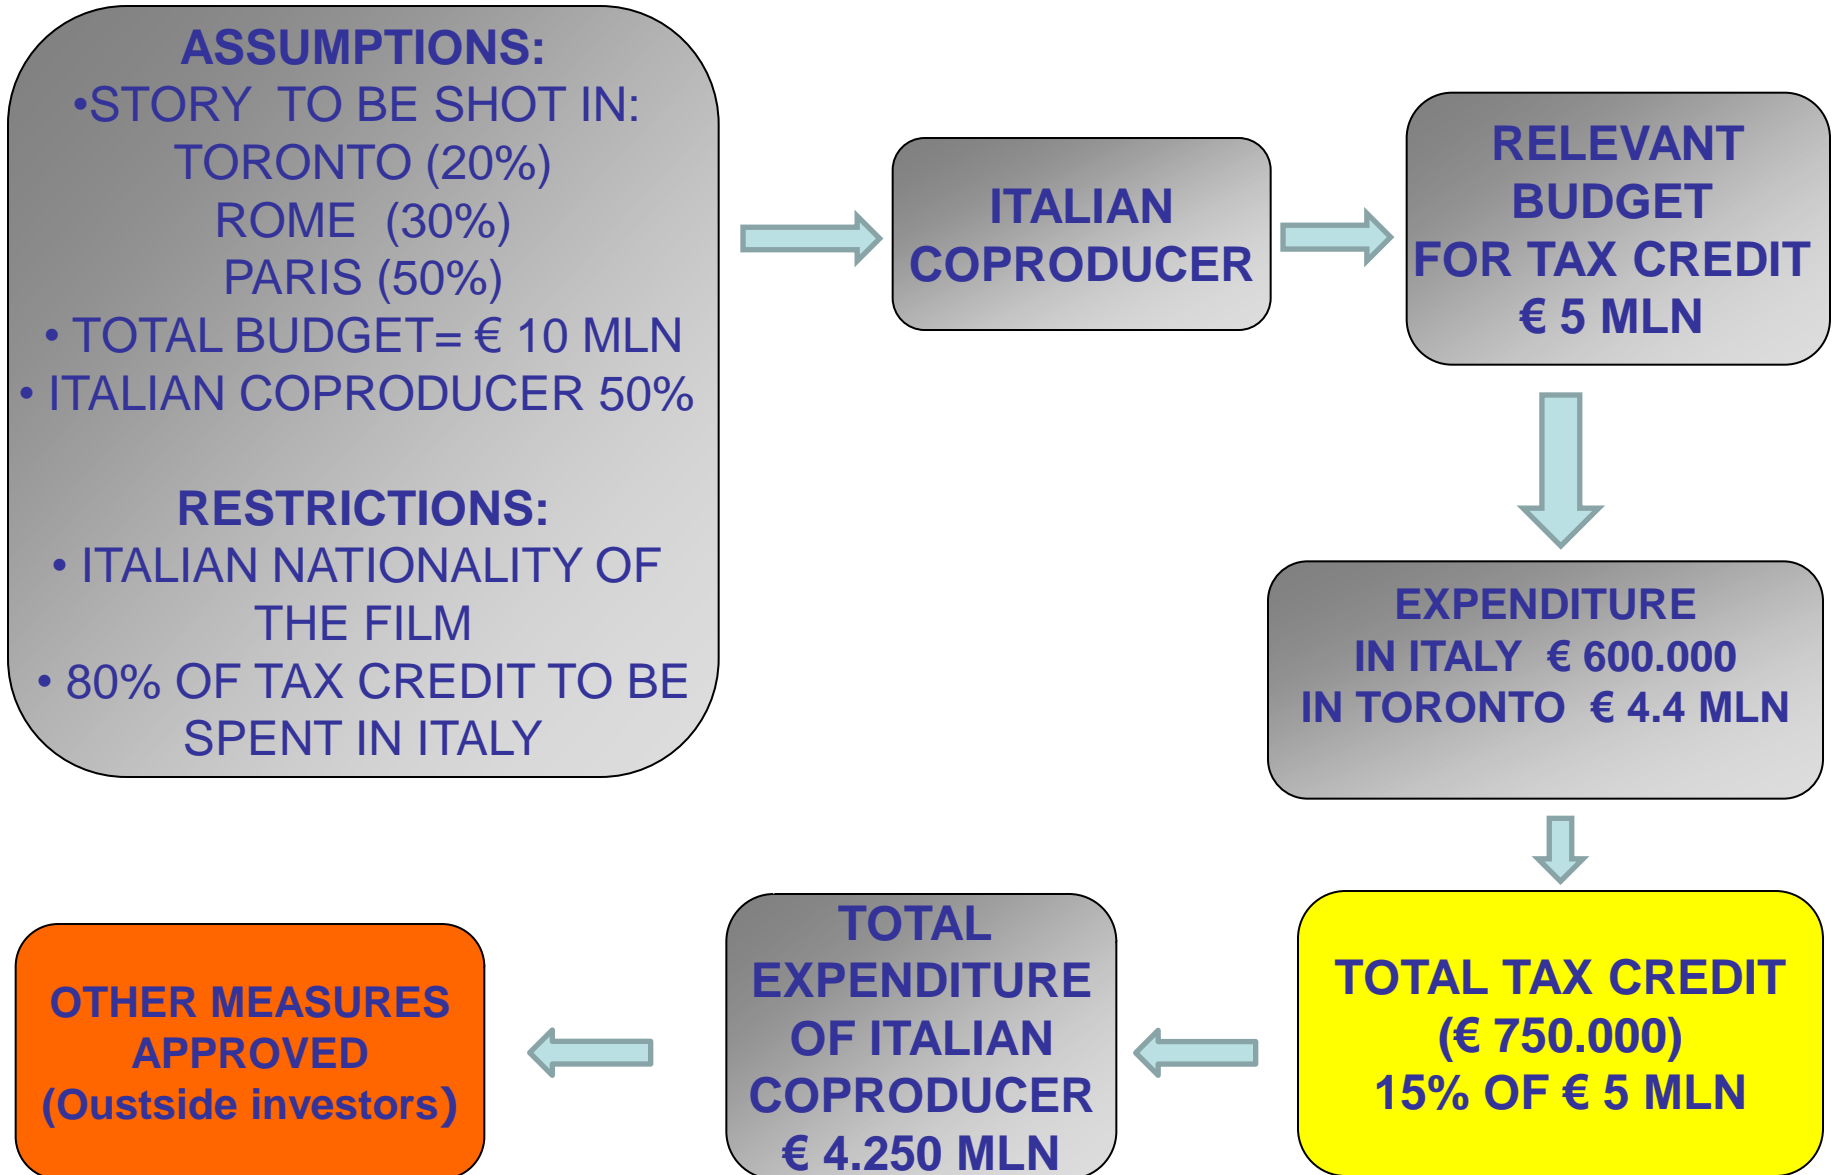 ASSUMPTIONS:
•STORY TO BE SHOT IN:
TORONTO (20%)
ROME (30%)
PARIS (50%)
• TOTAL BUDGET= € 10 MLN
• ITALIAN COPRODUCER 50%
RESTRICTIONS:
• ITALIAN NATIONALITY OF
THE FILM
• 80% OF TAX CREDIT TO BE
SPENT IN ITALY
ITALIAN
COPRODUCER
RELEVANT
BUDGET
FOR TAX CREDIT
€ 5 MLN
EXPENDITURE
IN ITALY € 600.000
IN TORONTO € 4.4 MLN
TOTAL TAX CREDIT
(€ 750.000)
15% OF € 5 MLN
TOTAL
EXPENDITURE
OF ITALIAN
COPRODUCER
€ 4.250 MLN
OTHER MEASURES
APPROVED
(Oustside investors)